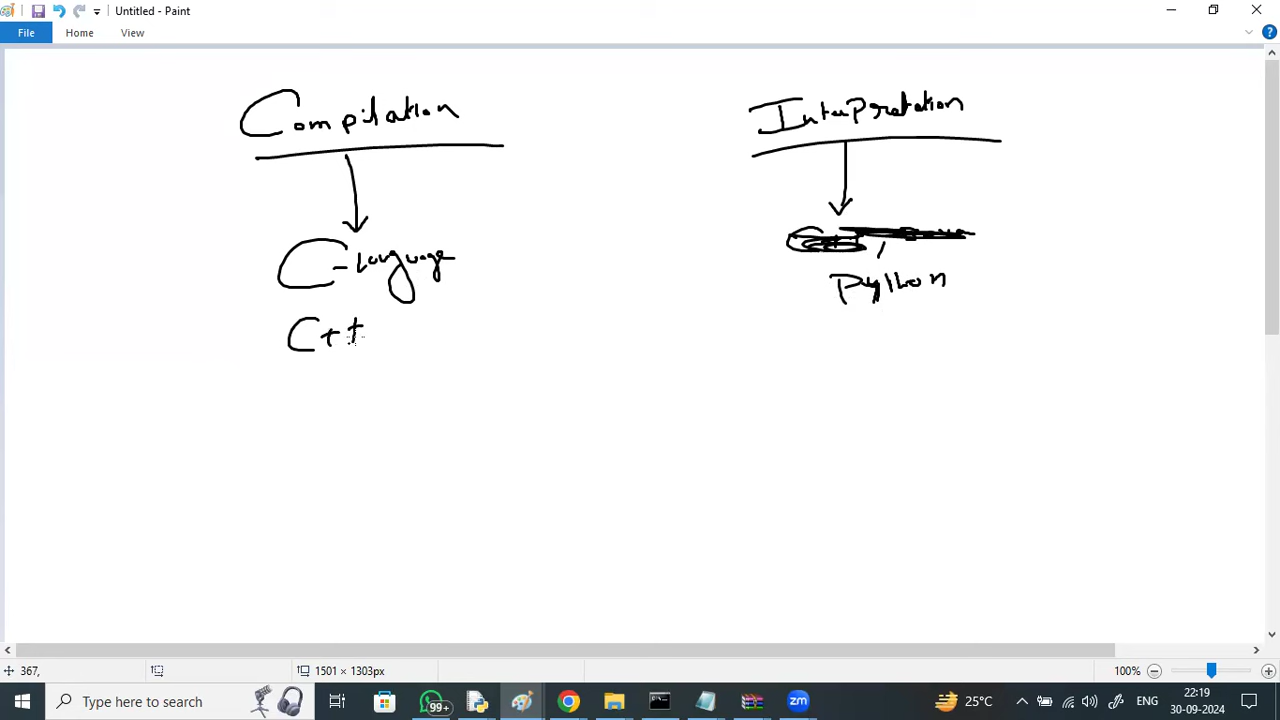 Untitled - Paint
File Home View
Compilation
Interpretation
C-Language
Python
C++
367,
1501 × 1303px
100%
Type here to search
99+
zm
25°C
ENG
22:19
30-09-2024